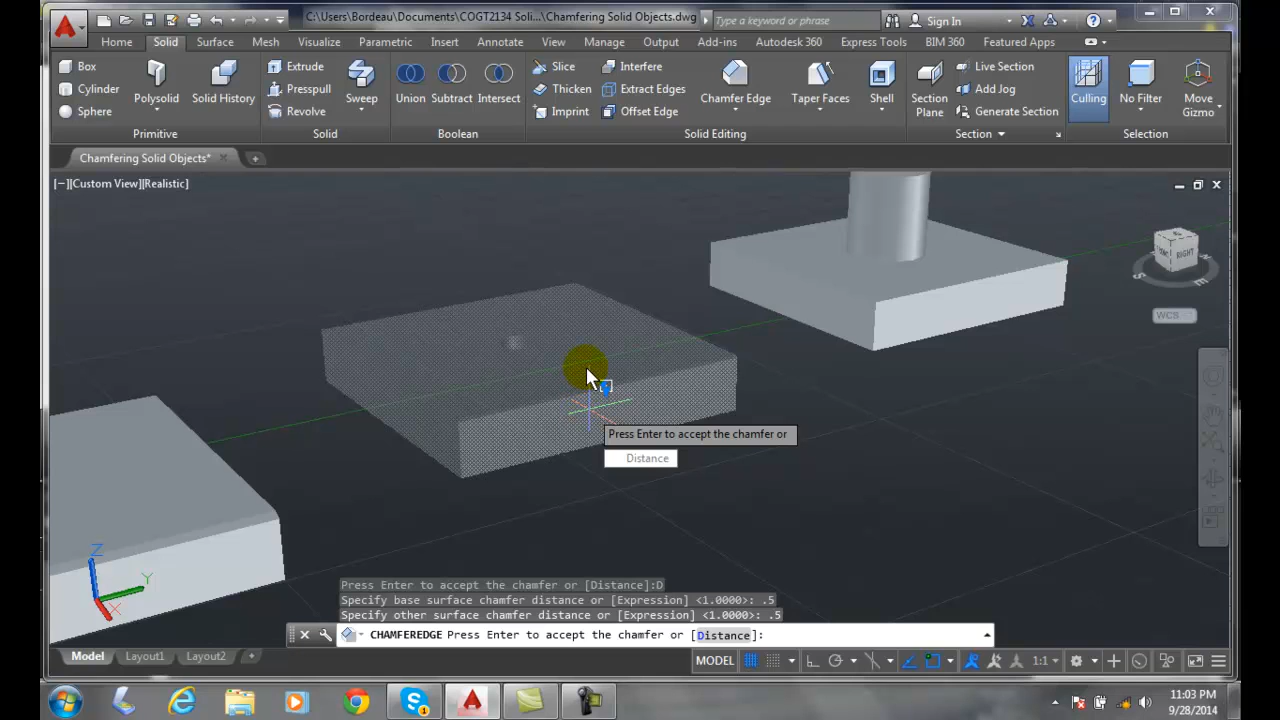 C:\Users\Bordeau\Documents\COGT2134 Soli...\Chamfering Solid Objects.dwg
Type a keyword or phrase
Sign In
Home Solid Surface Mesh Visualize Parametric Insert Annotate View Manage Output Add-ins Autodesk 360 Express Tools BIM 360 Featured Apps
Box
Cylinder
Sphere
Polysolid
Solid History
Primitive
Extrude
Presspull
Revolve
Sweep
Solid
Union
Subtract
Intersect
Boolean
Slice
Thicken
Imprint
Interfere
Extract Edges
Offset Edge
Chamfer Edge
Taper Faces
Shell
Solid Editing
Section
Plane
Live Section
Add Jog
Generate Section
Section
Culling
No Filter
Move
Gizmo
Selection
Chamfering Solid Objects*
[−][Custom View][Realistic]
RIGHT
S
E
WCS
Press Enter to accept the chamfer or
Distance
Z
Y
X
Press Enter to accept the chamfer or [Distance]:D
Specify base surface chamfer distance or [Expression] <1.0000>: .5
Specify other surface chamfer distance or [Expression] <1.0000>: .5
CHAMFEREDGE Press Enter to accept the chamfer or [Distance]:
Model Layout1 Layout2
MODEL
1:1
11:03 PM
9/28/2014